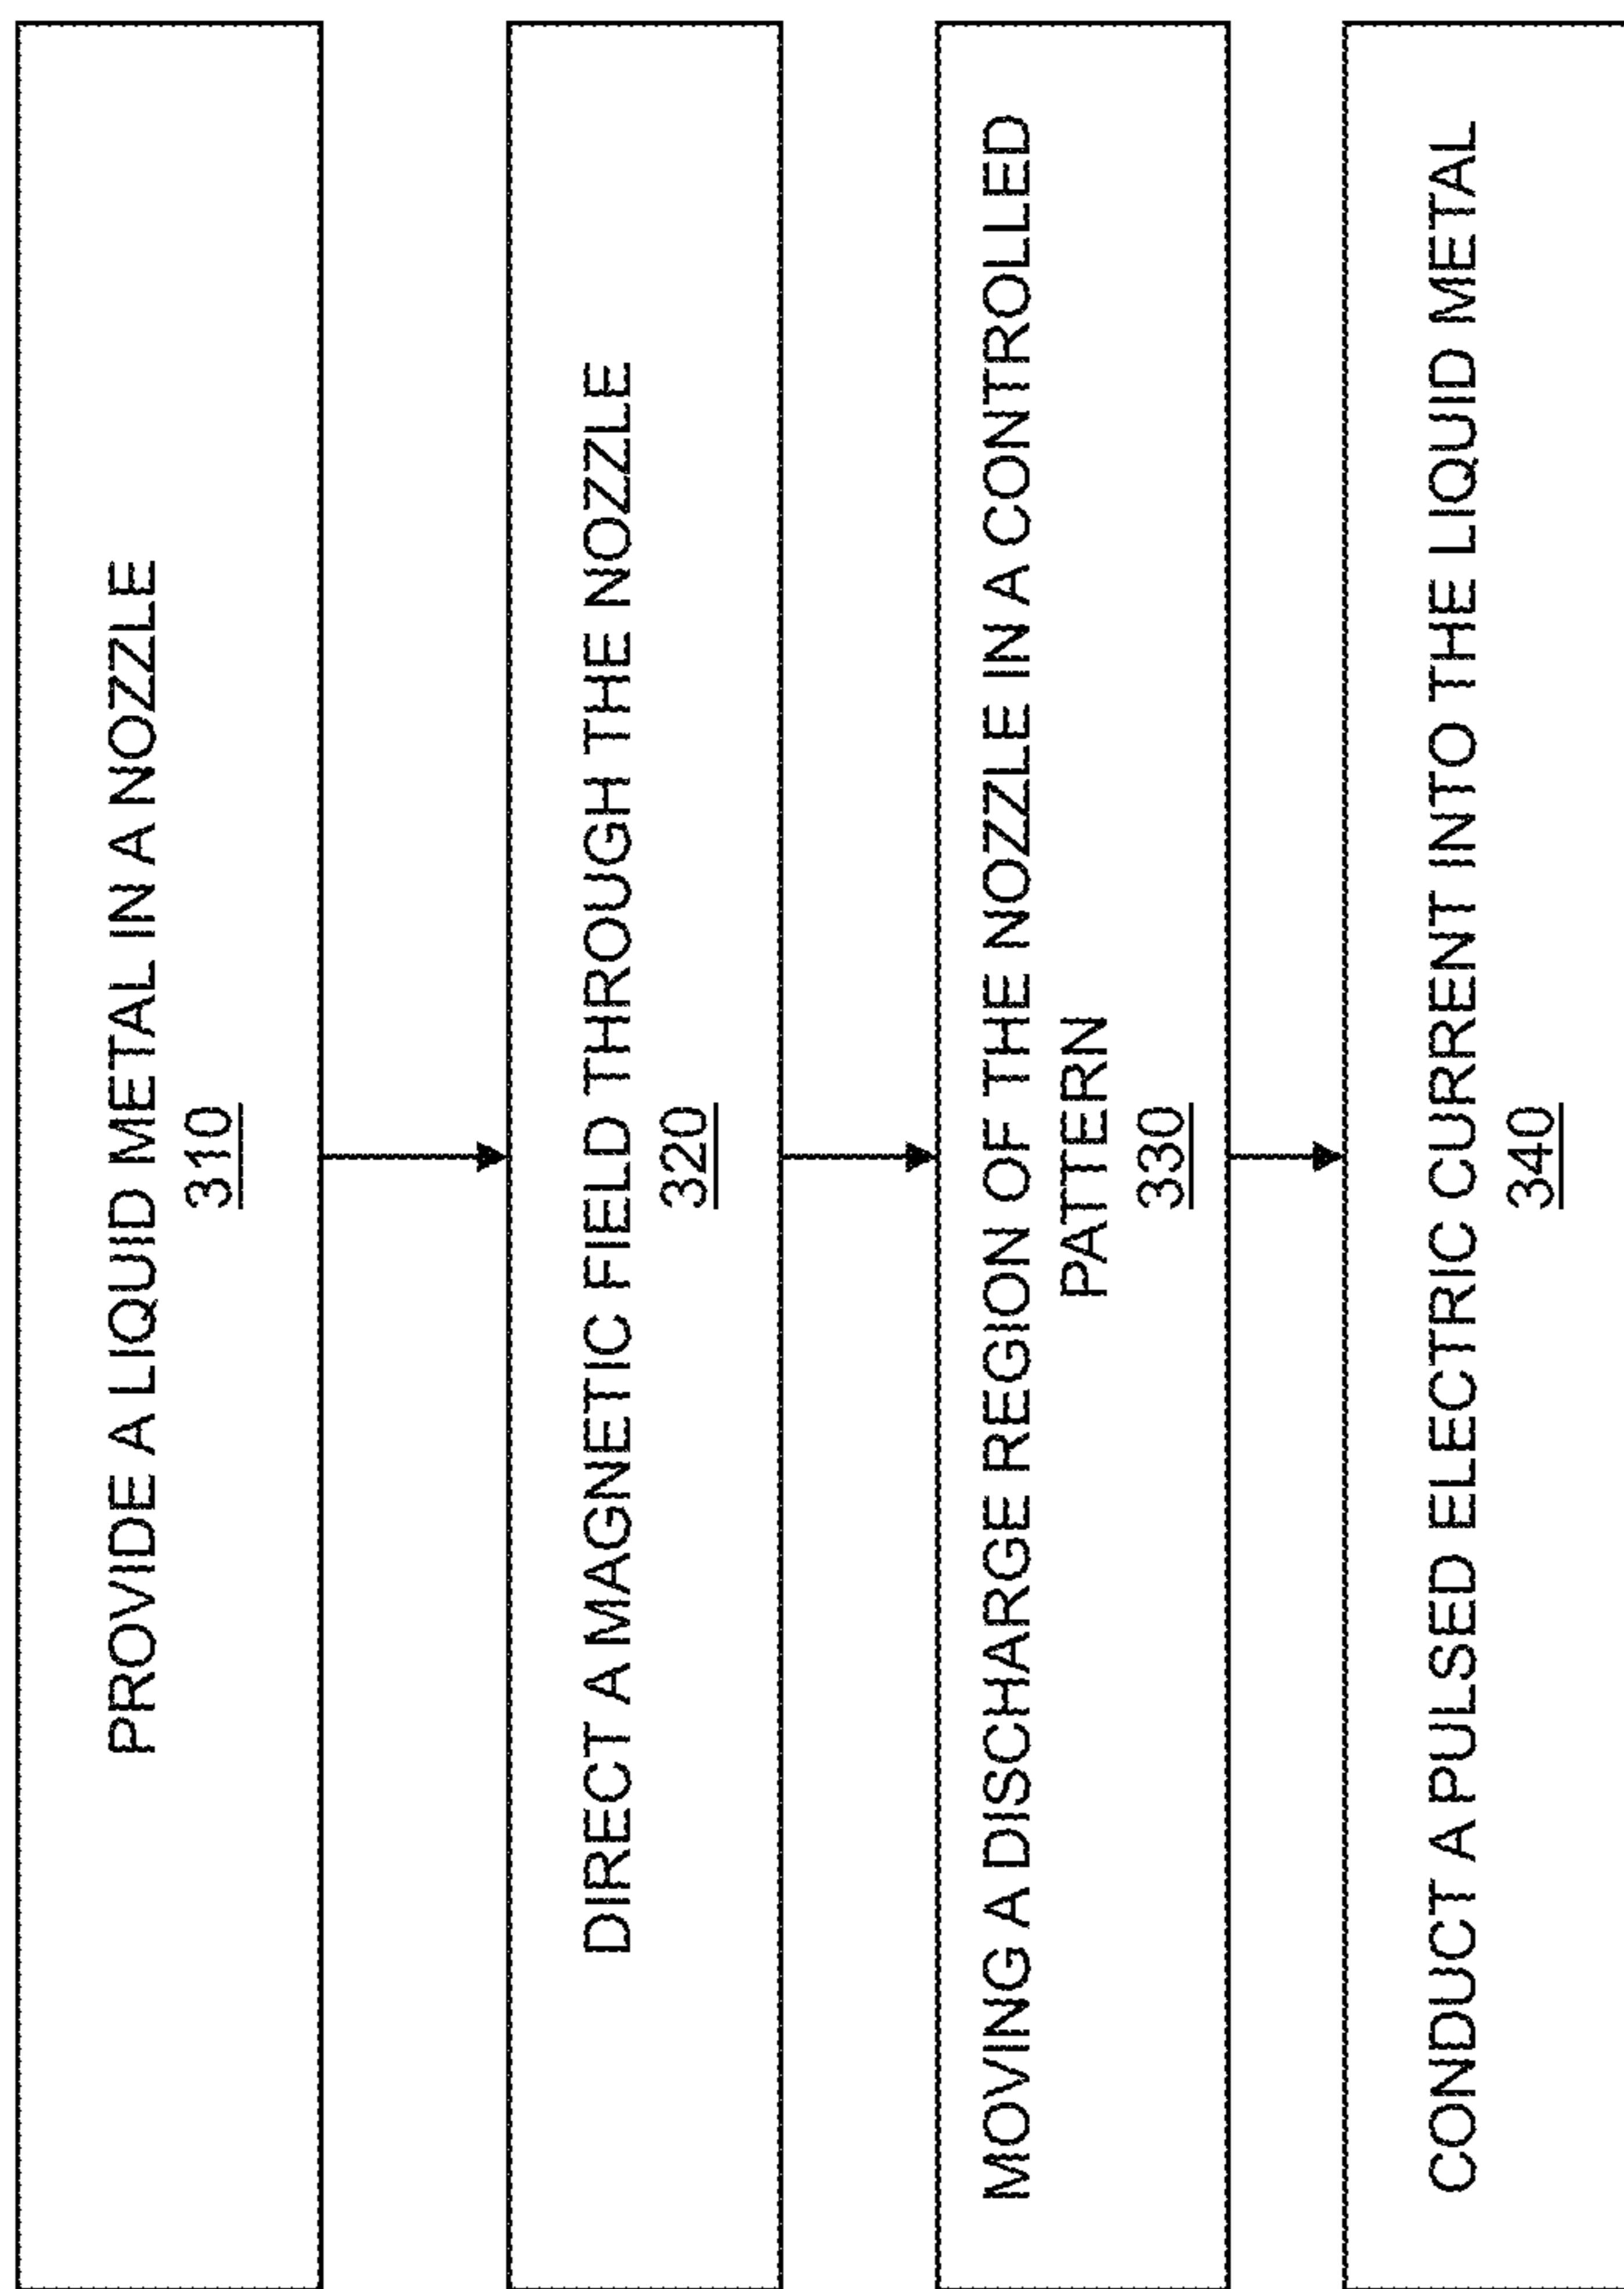 PROVIDE A LIQUID METAL IN A NOZZLE
310
DIRECT A MAGNETIC FIELD THROUGH THE NOZZLE
320
MOVING A DISCHARGE REGION OF THE NOZZLE IN A CONTROLLED
PATTERN
330
CONDUCT A PULSED ELECTRIC CURRENT INTO THE LIQUID METAL
340